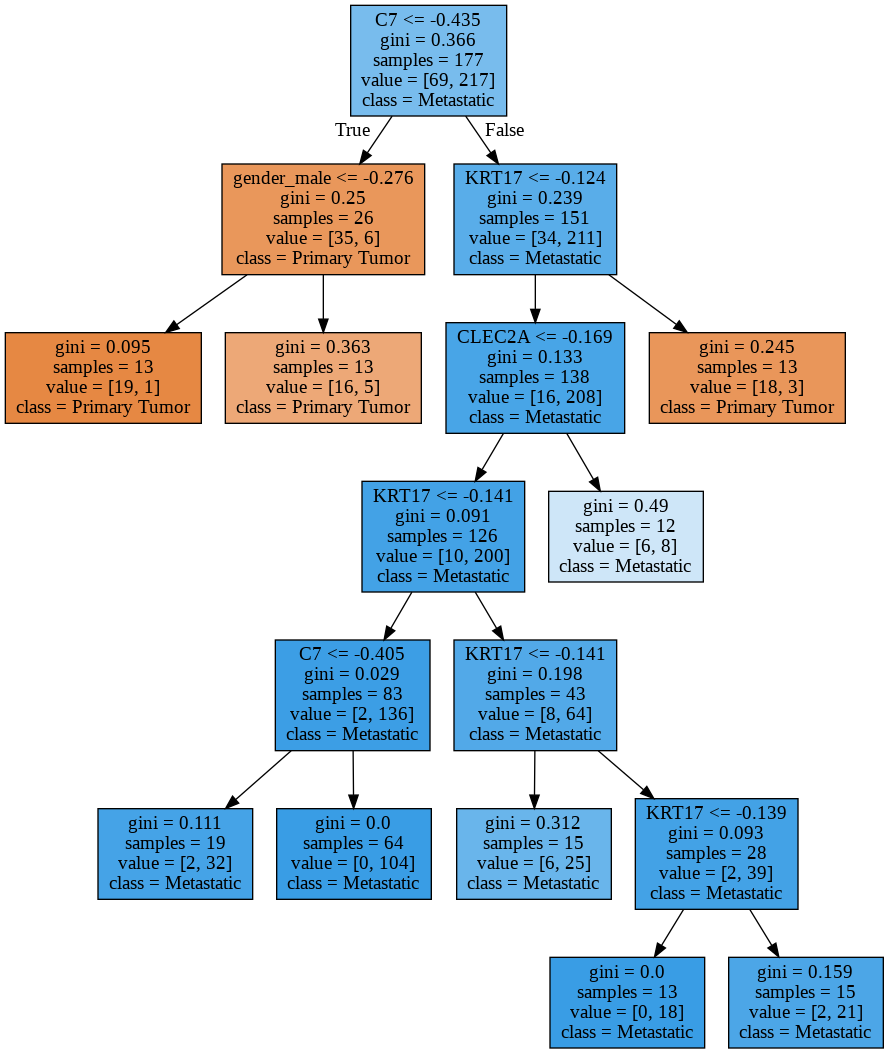 C7 <= -0.435
gini = 0.366
samples = 177
value = [69, 217]
class = Metastatic
True
False
gender_male <= -0.276
gini = 0.25
samples = 26
value = [35, 6]
class = Primary Tumor
KRT17 <= -0.124
gini = 0.239
samples = 151
value = [34, 211]
class = Metastatic
gini = 0.095
samples = 13
value = [19, 1]
class = Primary Tumor
gini = 0.363
samples = 13
value = [16, 5]
class = Primary Tumor
CLEC2A <= -0.169
gini = 0.133
samples = 138
value = [16, 208]
class = Metastatic
gini = 0.245
samples = 13
value = [18, 3]
class = Primary Tumor
KRT17 <= -0.141
gini = 0.091
samples = 126
value = [10, 200]
class = Metastatic
gini = 0.49
samples = 12
value = [6, 8]
class = Metastatic
C7 <= -0.405
gini = 0.029
samples = 83
value = [2, 136]
class = Metastatic
KRT17 <= -0.141
gini = 0.198
samples = 43
value = [8, 64]
class = Metastatic
gini = 0.111
samples = 19
value = [2, 32]
class = Metastatic
gini = 0.0
samples = 64
value = [0, 104]
class = Metastatic
gini = 0.312
samples = 15
value = [6, 25]
class = Metastatic
KRT17 <= -0.139
gini = 0.093
samples = 28
value = [2, 39]
class = Metastatic
gini = 0.0
samples = 13
value = [0, 18]
class = Metastatic
gini = 0.159
samples = 15
value = [2, 21]
class = Metastatic